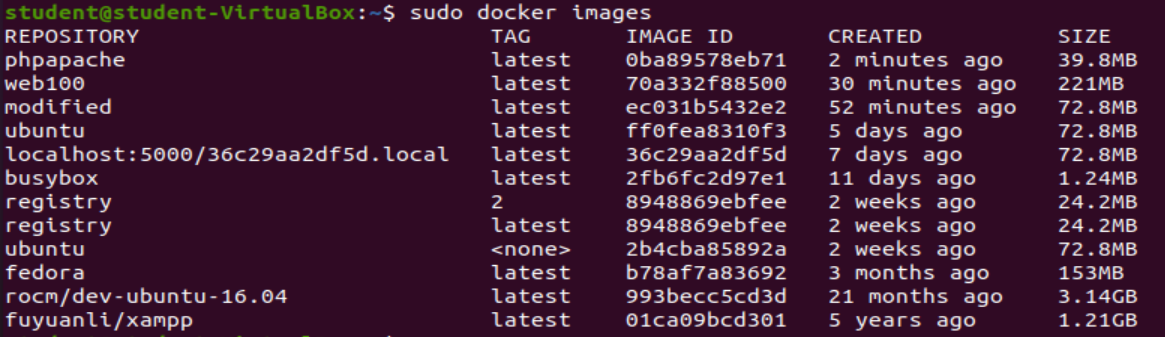 student@student-VirtualBox:~$ sudo docker images
REPOSITORY TAG IMAGE ID CREATED SIZE
phpapache latest 0ba89578eb71 2 minutes ago 39.8MB
web100 latest 70a332f88500 30 minutes ago 221MB
modified latest ec031b5432e2 52 minutes ago 72.8MB
ubuntu latest ff0fea8310f3 5 days ago 72.8MB
localhost:5000/36c29aa2df5d.local latest 36c29aa2df5d 7 days ago 72.8MB
busybox latest 2fb6fc2d97e1 11 days ago 1.24MB
registry 2 8948869ebfee 2 weeks ago 24.2MB
registry latest 8948869ebfee 2 weeks ago 24.2MB
ubuntu <none> 2b4cba85892a 2 weeks ago 72.8MB
fedora latest b78af7a83692 3 months ago 153MB
rocm/dev-ubuntu-16.04 latest 993becc5cd3d 21 months ago 3.14GB
fuyuanli/xampp latest 01ca09bcd301 5 years ago 1.21GB